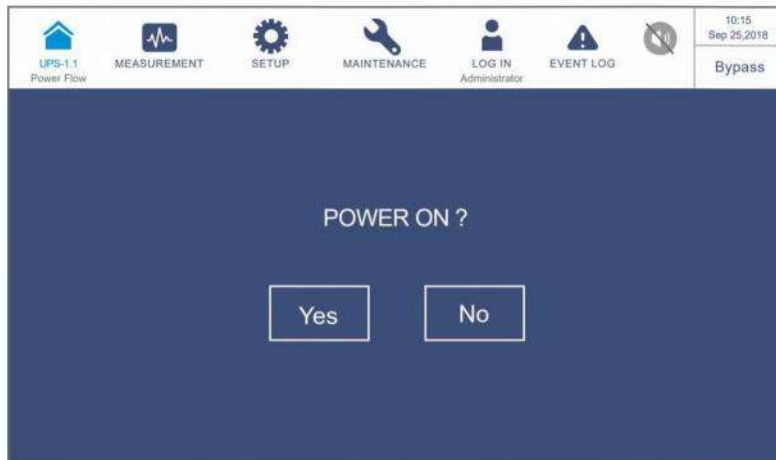 10:15
Sep 25,2018
UPS-1.1
Power Flow
MEASUREMENT
SETUP
MAINTENANCE
LOG IN
Administrator
EVENT LOG
Bypass
POWER ON ?
Yes
No